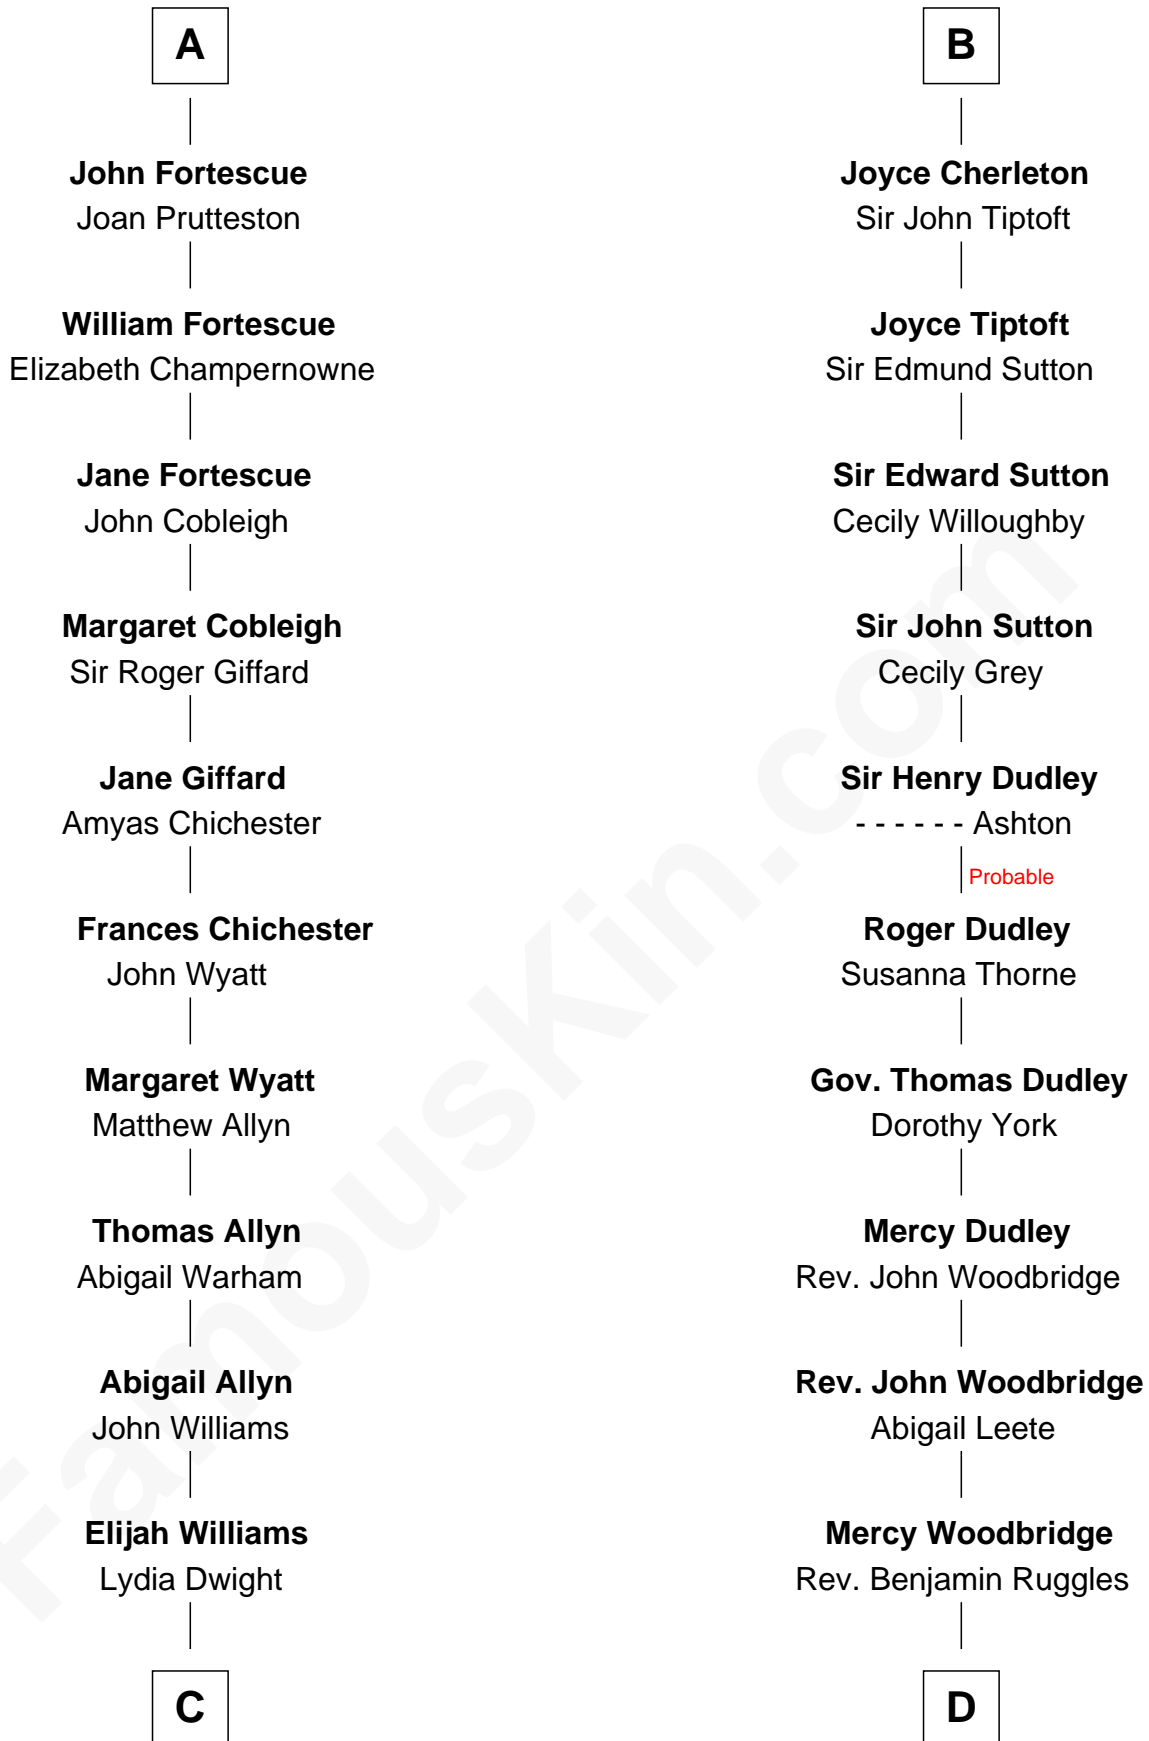 A
John Fortescue
Joan Prutteston
William Fortescue
Elizabeth Champernowne
Jane Fortescue
John Cobleigh
Margaret Cobleigh
Sir Roger Giffard
Jane Giffard
Amyas Chichester
Frances Chichester
John Wyatt
Margaret Wyatt
Matthew Allyn
Thomas Allyn
Abigail Warham
Abigail Allyn
John Williams
Elijah Williams
Lydia Dwight
C
B
Joyce Cherleton
Sir John Tiptoft
Joyce Tiptoft
Sir Edmund Sutton
Sir Edward Sutton
Cecily Willoughby
Sir John Sutton
Cecily Grey
Sir Henry Dudley
- - - - - - Ashton
Probable
Roger Dudley
Susanna Thorne
Gov. Thomas Dudley
Dorothy York
Mercy Dudley
Rev. John Woodbridge
Rev. John Woodbridge
Abigail Leete
Mercy Woodbridge
Rev. Benjamin Ruggles
D
FamousKin.com